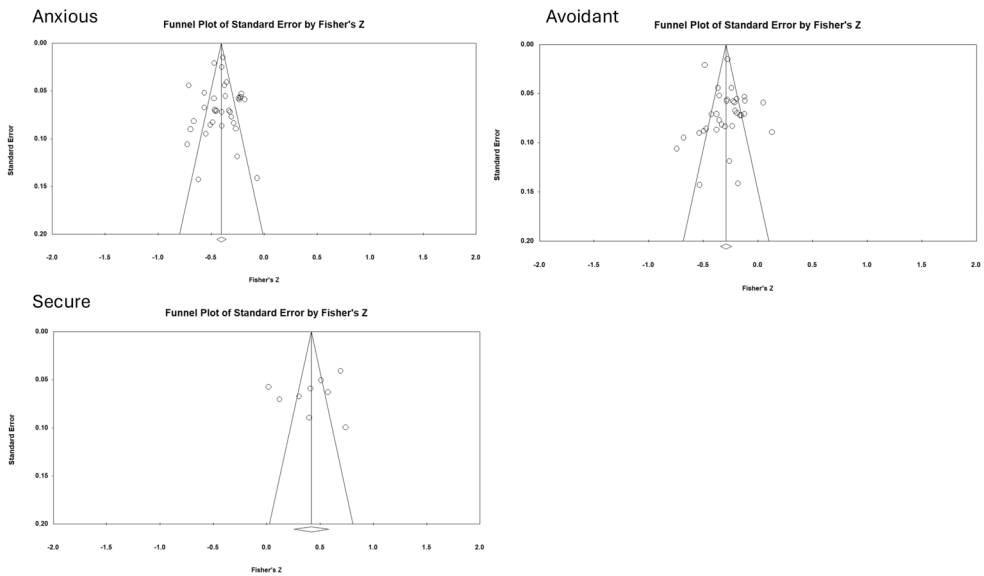 Anxious
Funnel Plot of Standard Error by Fisher's Z
0.00
0.05
0.10
0.15
0.20
Standard Error
-2.0 -1.5 -1.0 -0.5 0.0 0.5 1.0 1.5 2.0
Fisher's Z
Avoidant
Funnel Plot of Standard Error by Fisher's Z
0.00
0.05
0.10
0.15
0.20
Standard Error
-2.0 -1.5 -1.0 -0.5 0.0 0.5 1.0 1.5 2.0
Fisher's Z
Secure
Funnel Plot of Standard Error by Fisher's Z
0.00
0.05
0.10
0.15
0.20
Standard Error
-2.0 -1.5 -1.0 -0.5 0.0 0.5 1.0 1.5 2.0
Fisher's Z